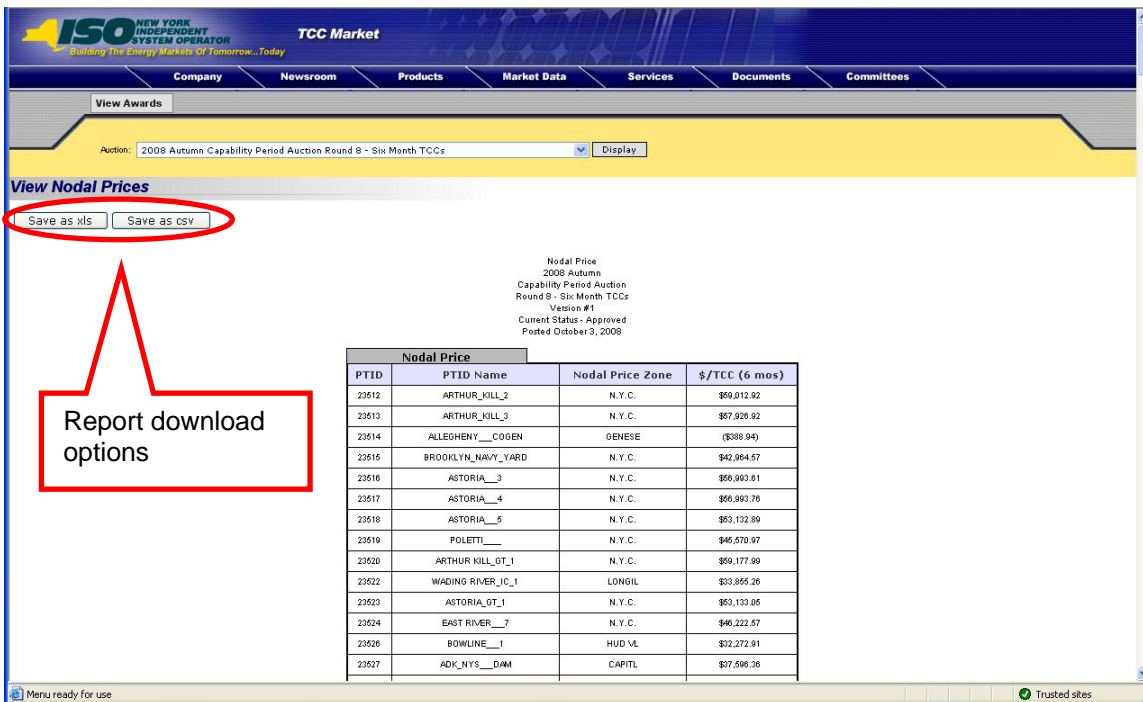 ISO NEW YORK
INDEPENDENT
SYSTEM OPERATOR
Building The Energy Markets Of Tomorrow...Today
TCC Market
Company Newsroom Products Market Data Services Documents Committees
View Awards
Auction: 2008 Autumn Capability Period Auction Round 8 - Six Month TCCs Display
View Nodal Prices
Save as xls Save as csv
Nodal Price
2008 Autumn
Capability Period Auction
Round 8 - Six Month TCCs
Version #1
Current Status - Approved
Posted October 3, 2008
Report download
options
Nodal Price
PTID PTID Name Nodal Price Zone $/TCC (6 mos)
23512 ARTHUR_KILL_2 N.Y.C. $59,012.92
23513 ARTHUR_KILL_3 N.Y.C. $57,926.92
23514 ALLEGHENY___COGEN GENESE ($388.94)
23515 BROOKLYN_NAVY_YARD N.Y.C. $42,964.57
23516 ASTORIA___3 N.Y.C. $56,993.61
23517 ASTORIA___4 N.Y.C. $56,993.76
23518 ASTORIA___5 N.Y.C. $53,132.89
23519 POLETTI____ N.Y.C. $45,570.97
23520 ARTHUR KILL_GT_1 N.Y.C. $59,177.99
23522 WADING RIVER_IC_1 LONGIL $33,855.26
23523 ASTORIA_GT_1 N.Y.C. $53,133.05
23524 EAST RIVER___7 N.Y.C. $46,222.57
23526 BOWLINE___1 HUD VL $32,272.91
23527 ADK_NYS___DAM CAPITL $37,596.36
Menu ready for use Trusted sites